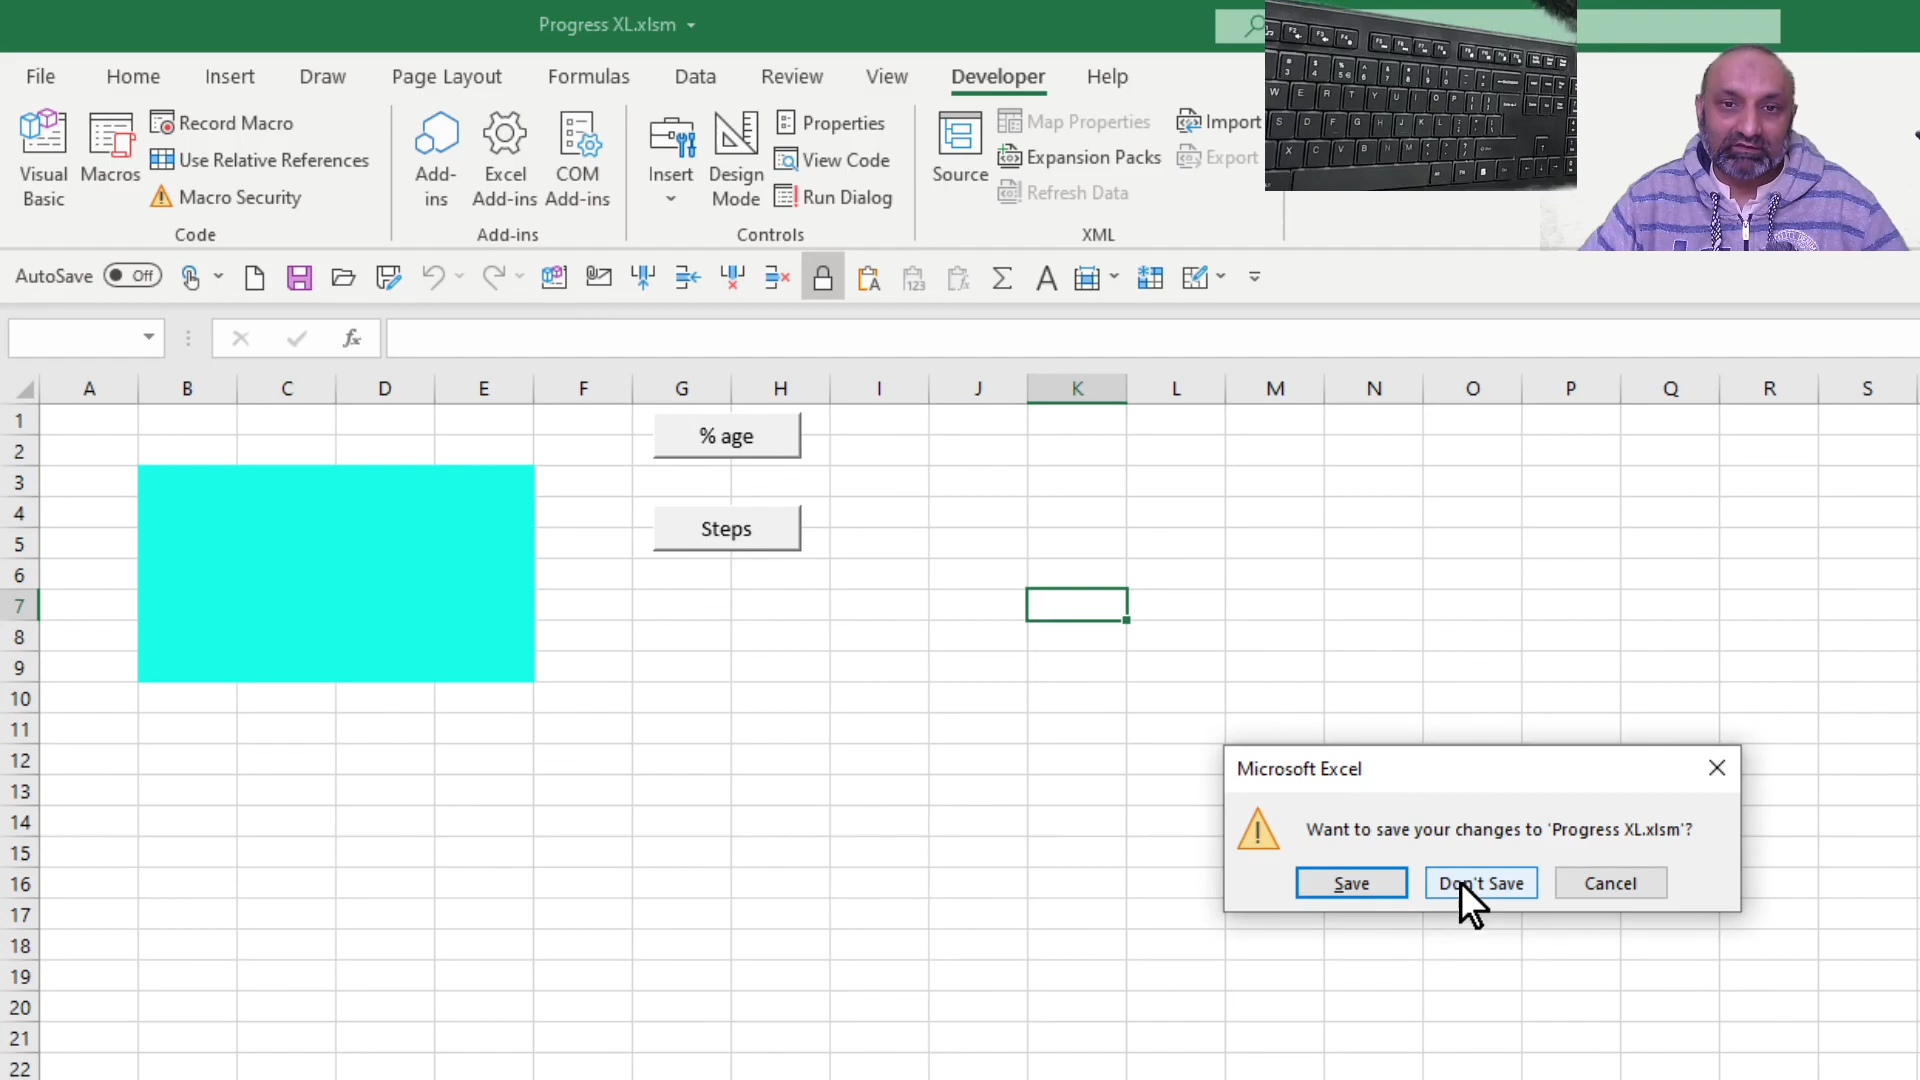 Progress XL.xlsm
File Home Insert Draw Page Layout Formulas Data Review View Developer Help
Visual Basic
Macros
Record Macro
Use Relative References
Macro Security
Code
Add-ins
Excel Add-ins
COM Add-ins
Add-ins
Insert
Design Mode
Properties
View Code
Run Dialog
Controls
Source
Map Properties
Expansion Packs
Refresh Data
Import
Export
XML
AutoSave Off
fx
A B C D E F G H I J K L M N O P Q R S
1
2
3
4
5
6
7
8
9
10
11
12
13
14
15
16
17
18
19
20
21
22
% age
Steps
Microsoft Excel
Want to save your changes to 'Progress XL.xlsm'?
Save Don't Save Cancel